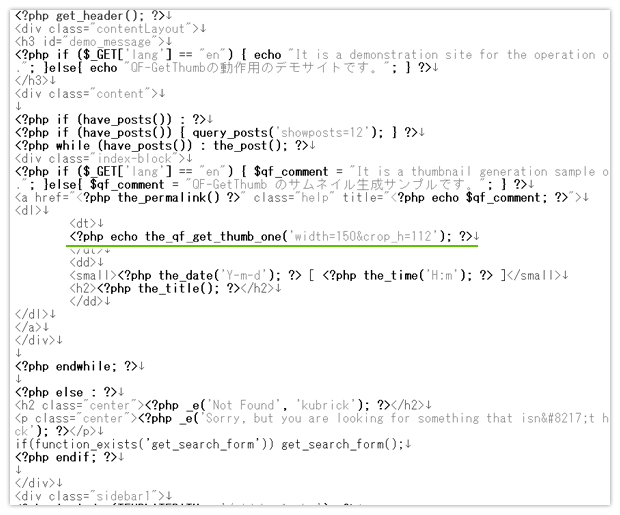 <?php get_header(); ?>↓
<div class="contentLayout">↓
<h3 id="demo_message">↓
<?php if ($_GET['lang'] == "en") { echo "It is a demonstration site for the operation o
."; }else{ echo "QF-GetThumbの動作用のデモサイトです。"; } ?>↓
</h3>↓
<div class="content">↓
↓
<?php if (have_posts()) : ?>↓
<?php if (have_posts()) { query_posts('showposts=12'); } ?>↓
<?php while (have_posts()) : the_post(); ?>↓
<div class="index-block">↓
<?php if ($_GET['lang'] == "en") { $qf_comment = "It is a thumbnail generation sample o
."; }else{ $qf_comment = "QF-GetThumb のサムネイル生成サンプルです。"; } ?>↓
<a href="<?php the_permalink() ?>" class="help" title="<?php echo $qf_comment; ?>">↓
<dl>↓
<dt>↓
<?php echo the_qf_get_thumb_one('width=150&crop_h=112'); ?>↓
</dt>↓
<dd>↓
<small><?php the_date('Y-m-d'); ?> [ <?php the_time('H:m'); ?> ]</small>↓
<h2><?php the_title(); ?></h2>↓
</dd>↓
</dl>↓
</a>↓
</div>↓
↓
<?php endwhile; ?>↓
↓
<?php else : ?>↓
<h2 class="center"><?php _e('Not Found', 'kubrick'); ?></h2>↓
<p class="center"><?php _e('Sorry, but you are looking for something that isn&#8217;t h
ck'); ?></p>↓
if(function_exists('get_search_form')) get_search_form();↓
<?php endif; ?>↓
↓
</div>↓
<div class="sidebar1">↓